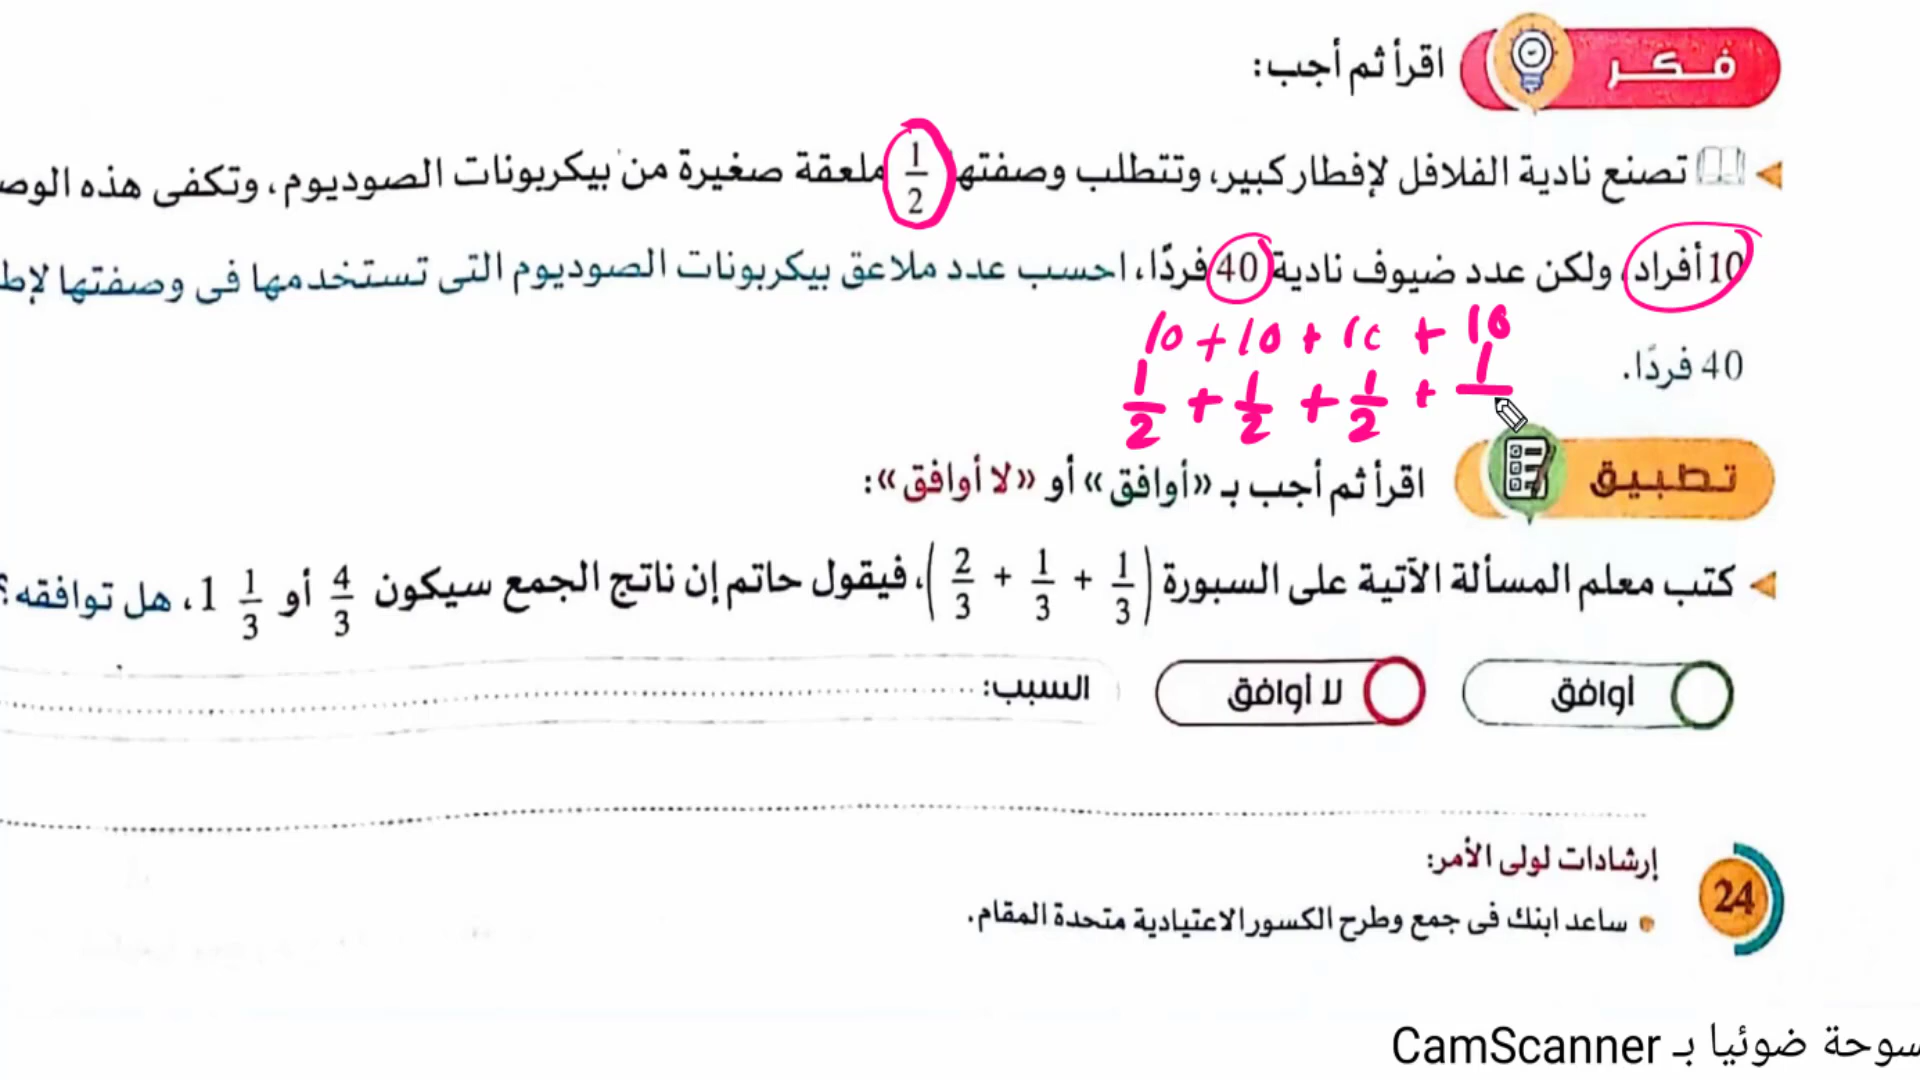 فكر اقرأ ثم أجب:
تصنع نادية الفلافل لإفطار كبير، وتتطلب وصفتها 1/2 ملعقة صغيرة من بيكربونات الصوديوم، وتكفى هذه
10 أفراد، ولكن عدد ضيوف نادية 40 فردًا، احسب عدد ملاعق بيكربونات الصوديوم التى تستخدمها فى وصفتها
10 + 10 + 10 + 10
40 فردًا.
1/2 + 1/2 + 1/2 + 1
تطبيق اقرأ ثم أجب بـ «أوافق» أو «لا أوافق»:
كتب معلم المسألة الآتية على السبورة (1/3 + 1/3 + 2/3)، فيقول حاتم إن ناتج الجمع سيكون 4/3 أو 1 1/3، هل توافقه؟
أوافق لا أوافق السبب:
إرشادات لولى الأمر:
24
• ساعد ابنك فى جمع وطرح الكسور الاعتيادية متحدة المقام.
ضوئيا بـ CamScanner